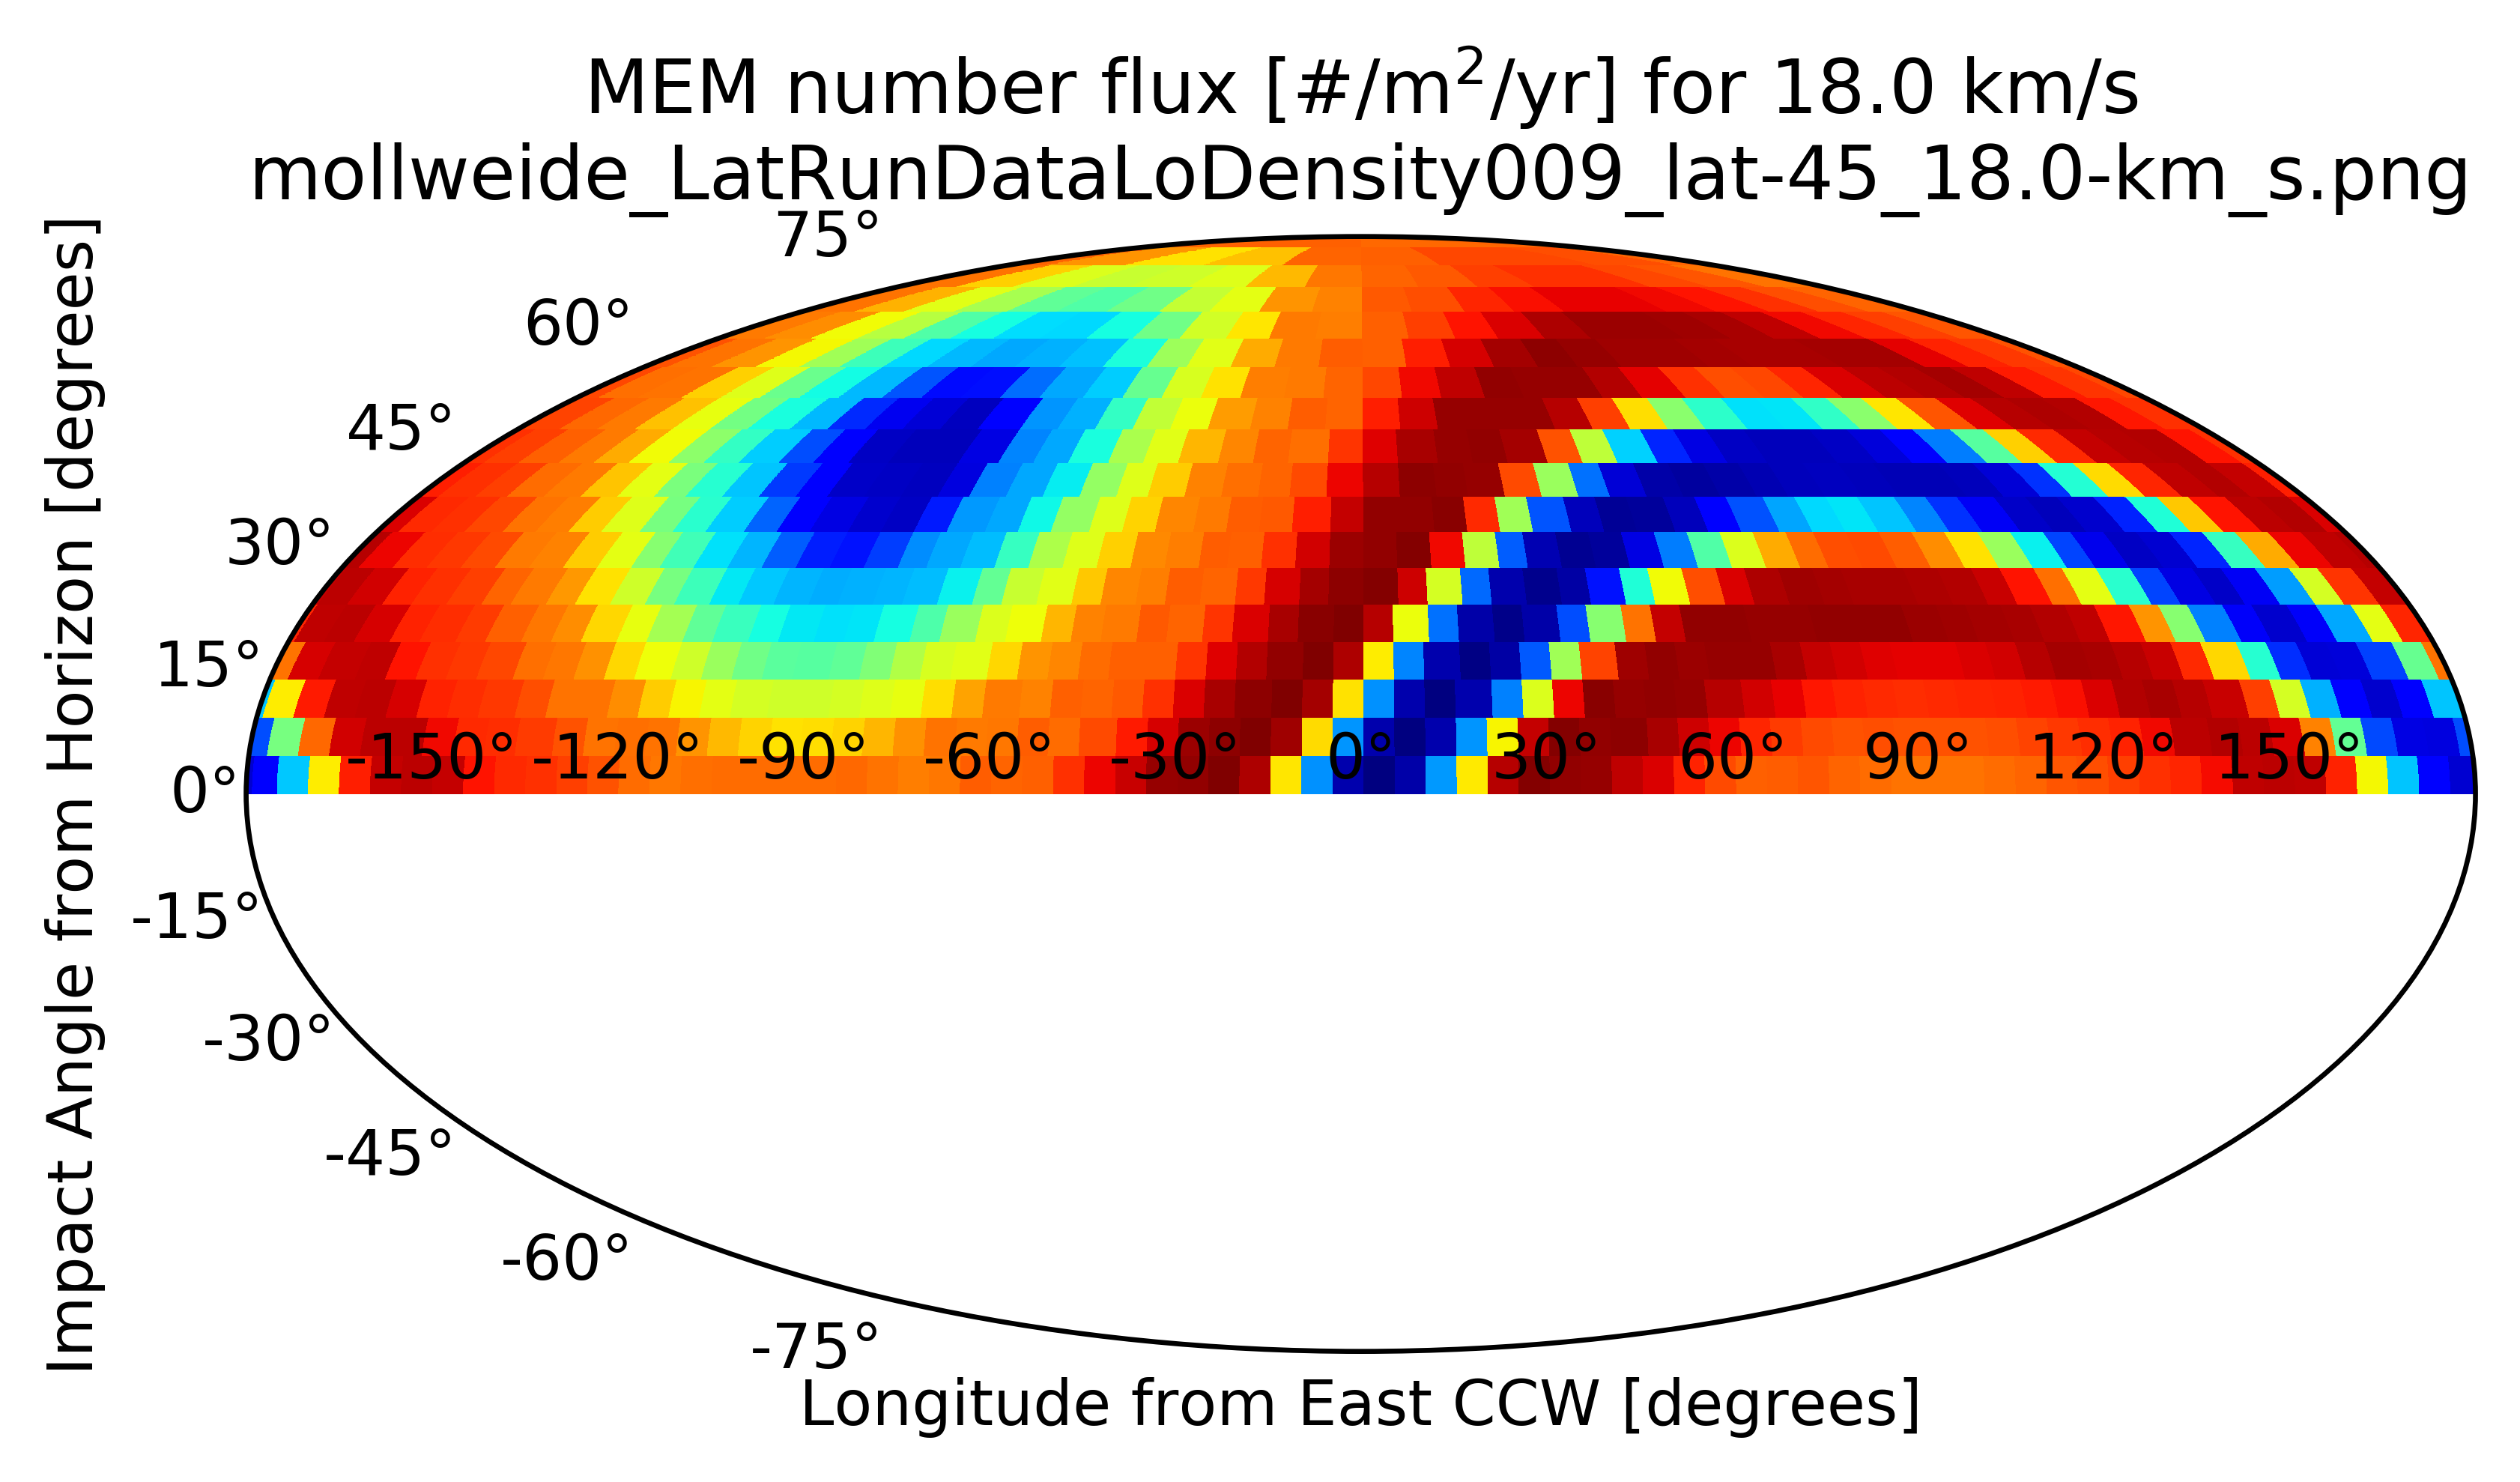 MEM number flux [#/m²/yr] for 18.0 km/s
mollweide_LatRunDataLoDensity009_lat-45_18.0-km_s.png
75°
60°
45°
30°
15°
0°
-15°
-30°
-45°
-60°
-75°
-150° -120° -90° -60° -30° 0° 30° 60° 90° 120° 150°
Impact Angle from Horizon [degrees]
Longitude from East CCW [degrees]